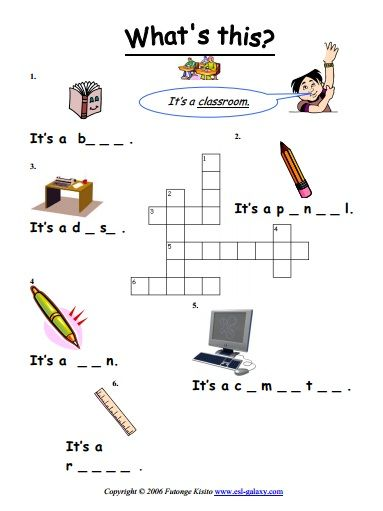 What's this?
1.
It's a classroom.
It's a b_ _ _ .
2.
3.
1
2
3
It's a p _ n _ _ l.
It's a d _ s_ .
4
5
6
4
5.
It's a _ _ n.
It's a c _ m _ _ t _ _ .
6.
It's a
r _ _ _ _ .
Copyright © 2006 Futonge Kisito www.esl-galaxy.com